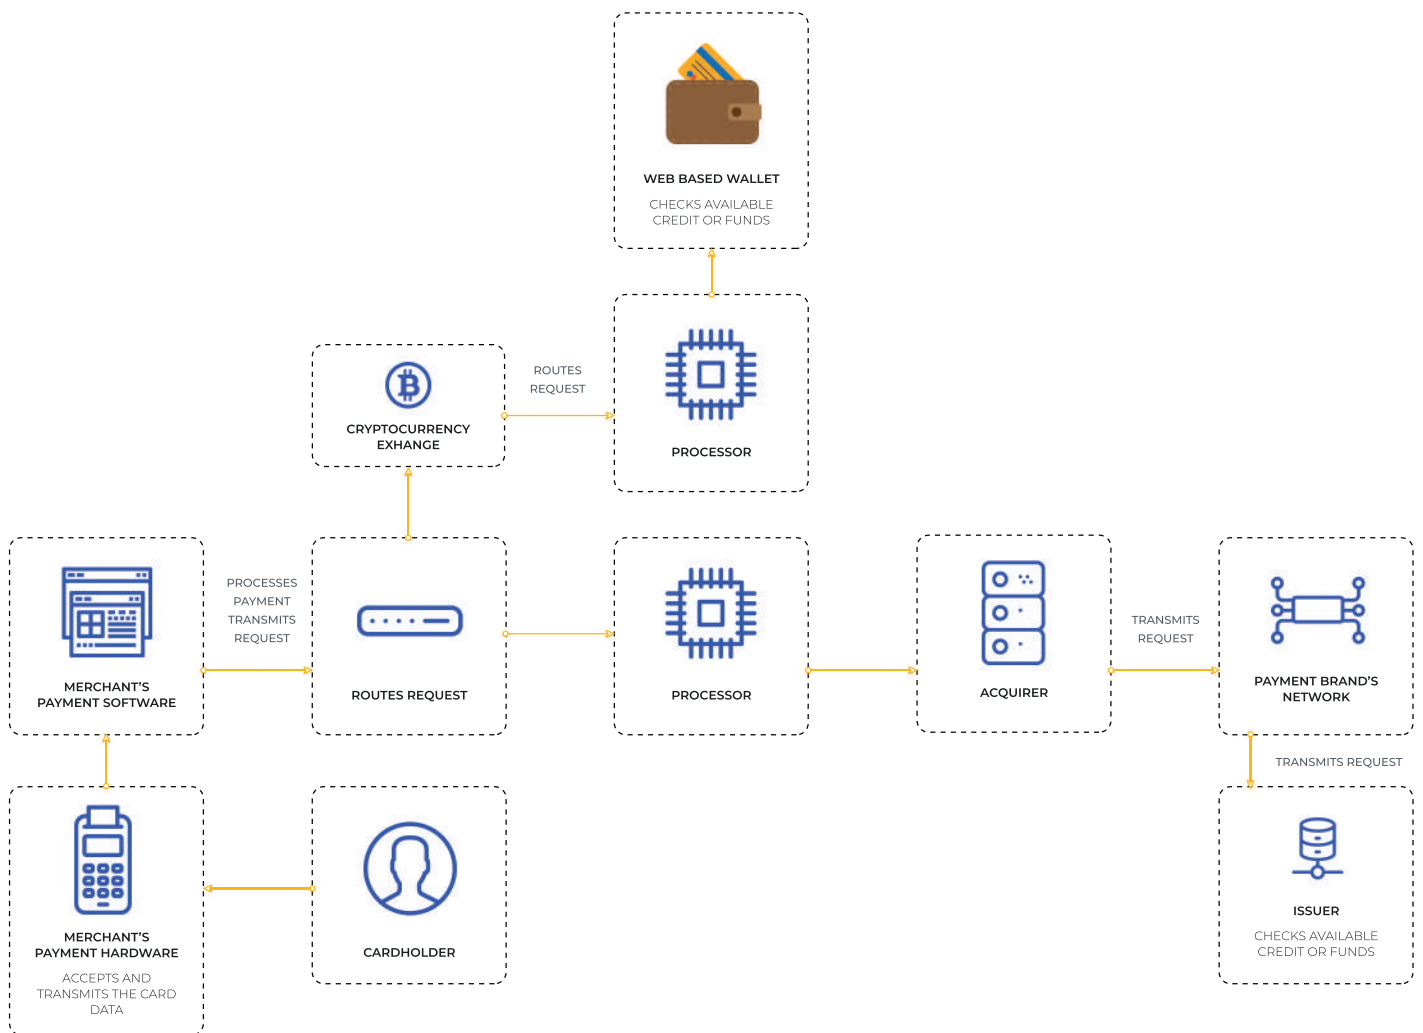 WEB BASED WALLET
CHECKS AVAILABLE
CREDIT OR FUNDS
ROUTES
REQUEST
CRYPTOCURRENCY
EXHANGE
PROCESSOR
PROCESSES
PAYMENT
TRANSMITS
REQUEST
MERCHANT'S
PAYMENT SOFTWARE
ROUTES REQUEST
PROCESSOR
ACQUIRER
TRANSMITS
REQUEST
PAYMENT BRAND'S
NETWORK
TRANSMITS REQUEST
MERCHANT'S
PAYMENT HARDWARE
ACCEPTS AND
TRANSMITS THE CARD
DATA
CARDHOLDER
ISSUER
CHECKS AVAILABLE
CREDIT OR FUNDS